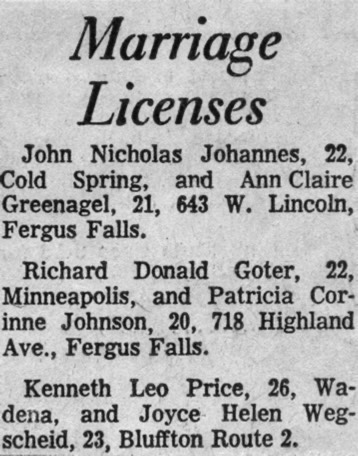 Marriage
Licenses
John Nicholas Johannes, 22,
Cold Spring, and Ann Claire
Greenagel, 21, 643 W. Lincoln,
Fergus Falls.
Richard Donald Goter, 22,
Minneapolis, and Patricia Cor-
inne Johnson, 20, 718 Highland
Ave., Fergus Falls.
Kenneth Leo Price, 26, Wa-
dena, and Joyce Helen Weg-
scheid, 23, Bluffton Route 2.